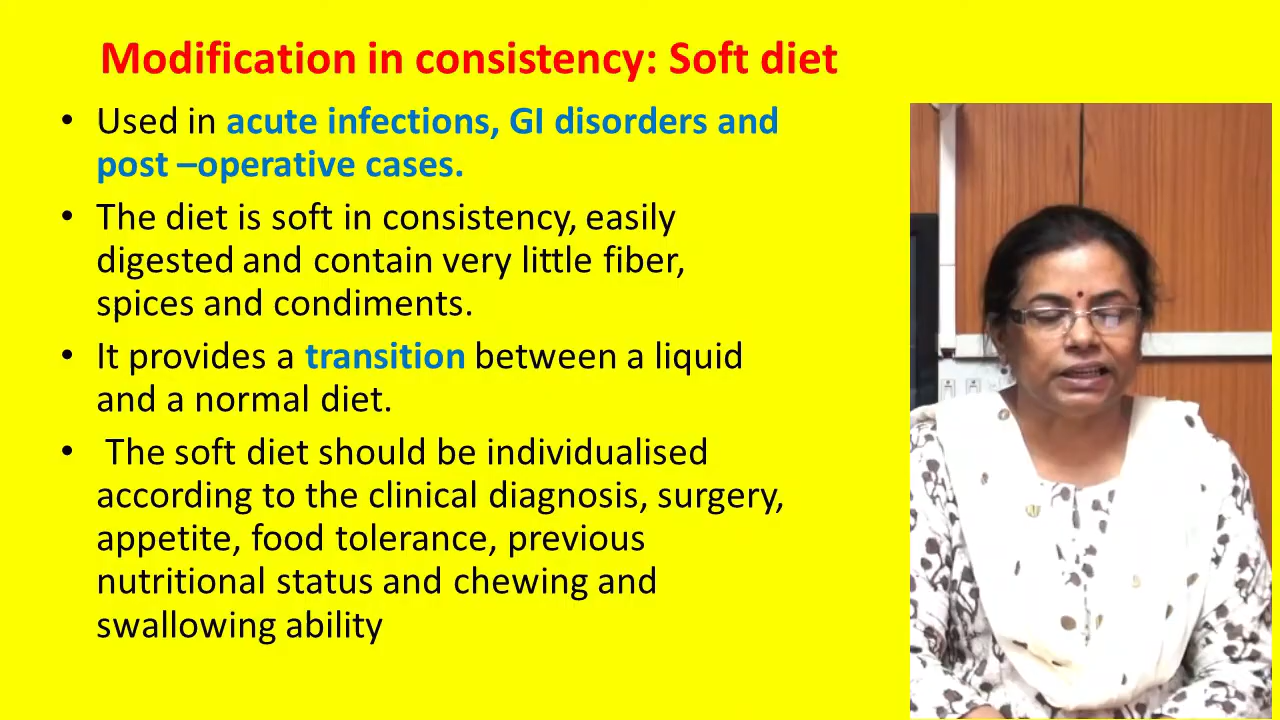 Modification in consistency: Soft diet
• Used in acute infections, GI disorders and
post –operative cases.
• The diet is soft in consistency, easily
digested and contain very little fiber,
spices and condiments.
• It provides a transition between a liquid
and a normal diet.
• The soft diet should be individualised
according to the clinical diagnosis, surgery,
appetite, food tolerance, previous
nutritional status and chewing and
swallowing ability